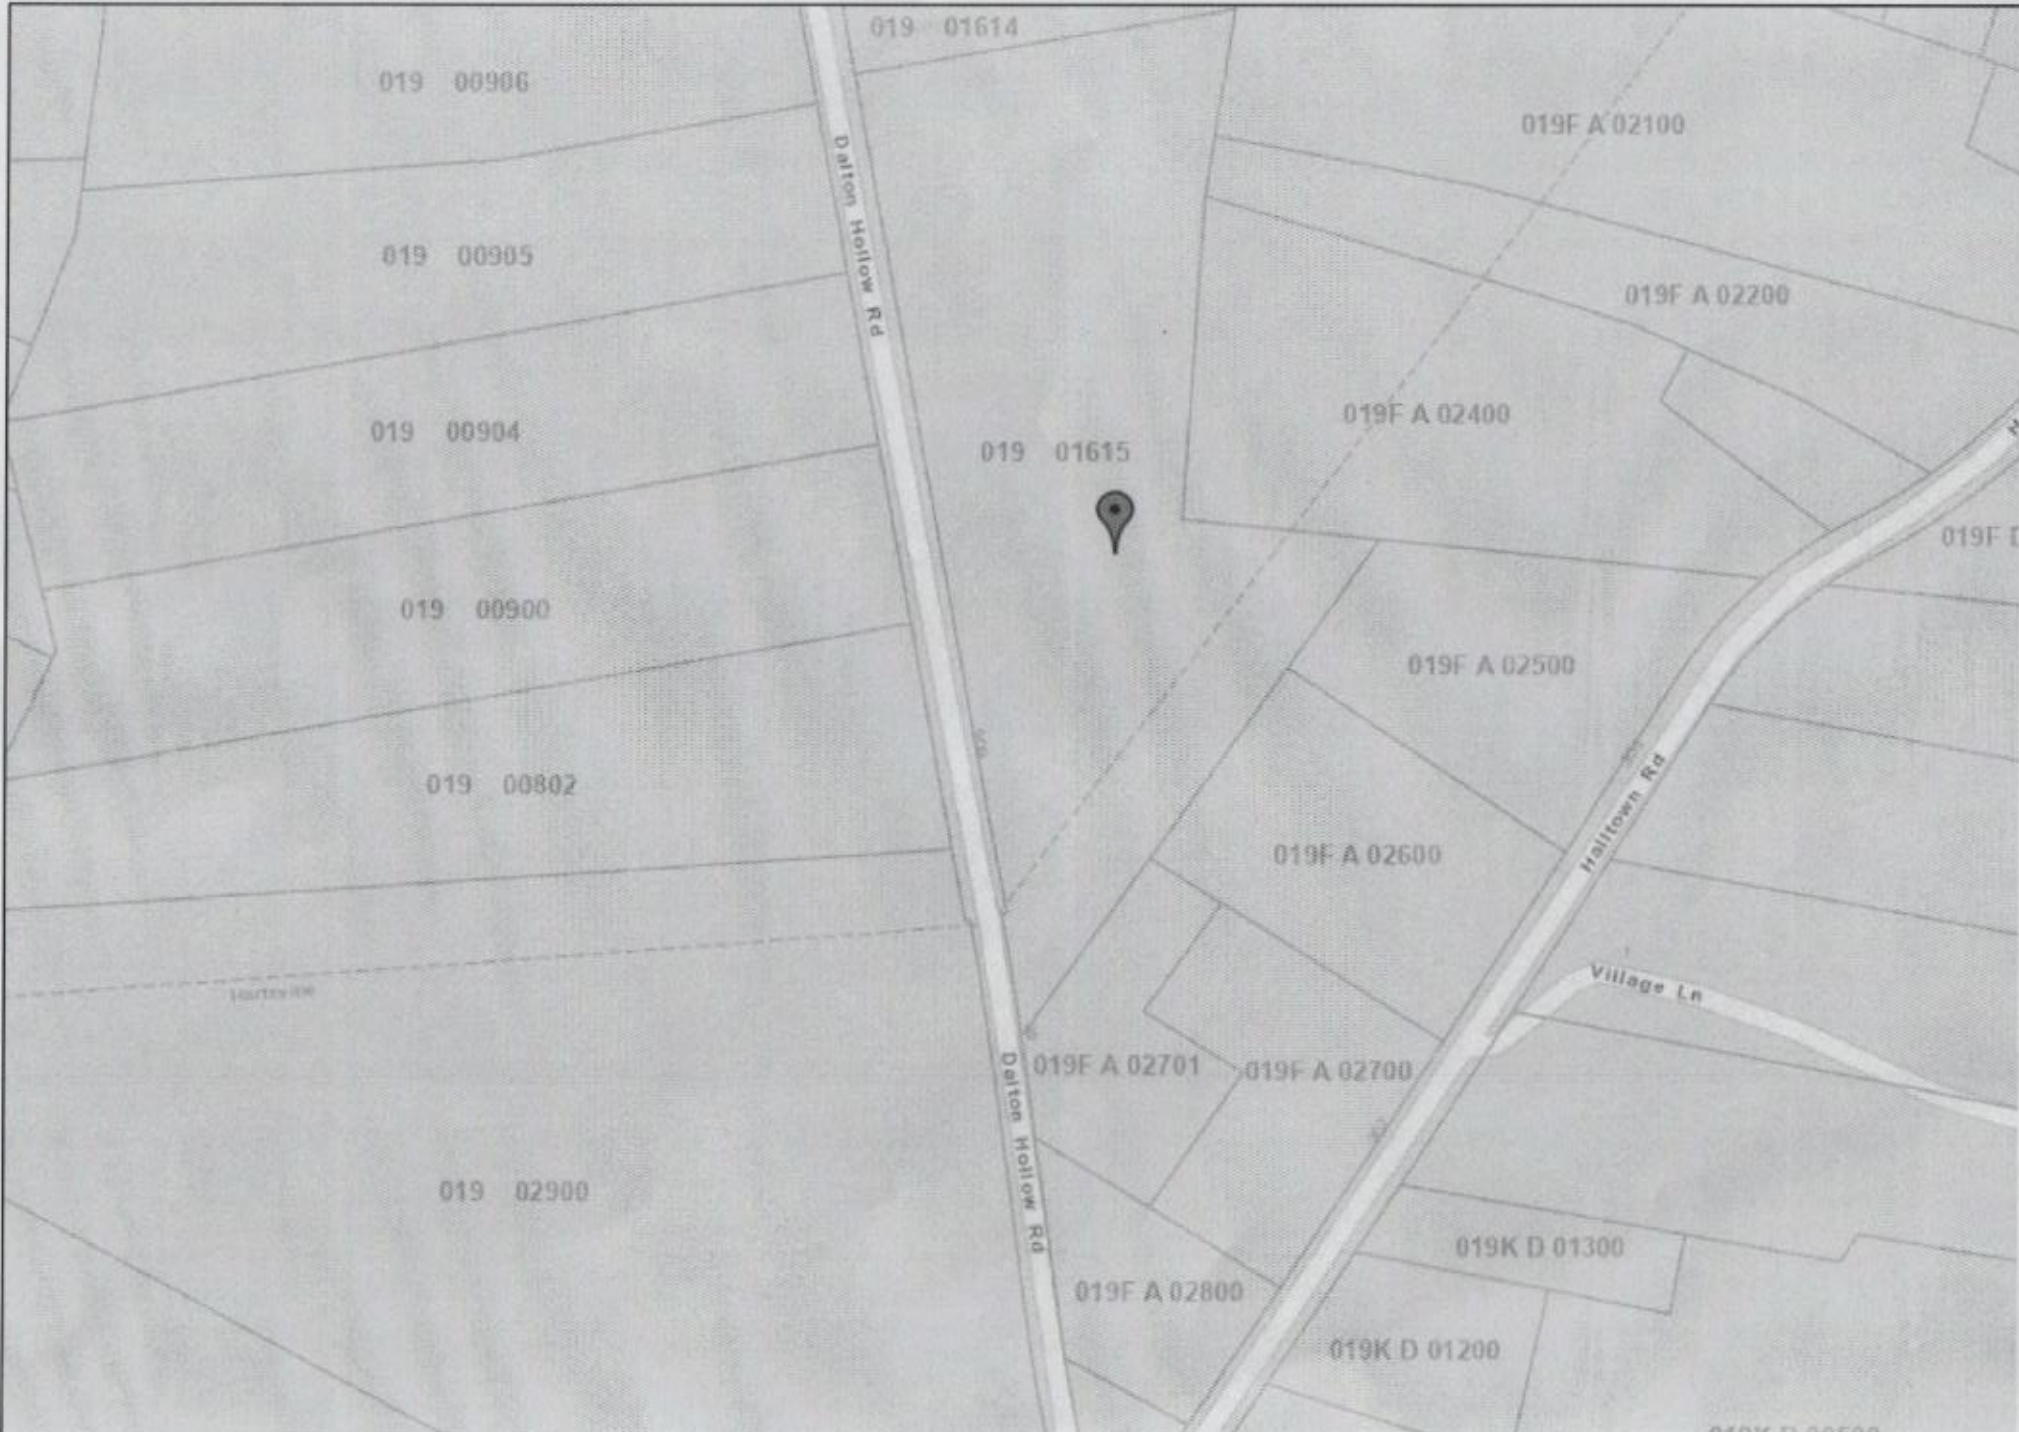 019 01614
019 00906
019F A 02100
Dalton Hollow Rd
019 00905
019F A 02200
019F A 02400
019 00904
019 01615
019F D
019 00900
019F A 02500
019 00802
Halltown Rd
019F A 02600
Village Ln
Hartsville
019F A 02701
019F A 02700
Dalton Hollow Rd
019 02900
019K D 01300
019F A 02800
019K D 01200